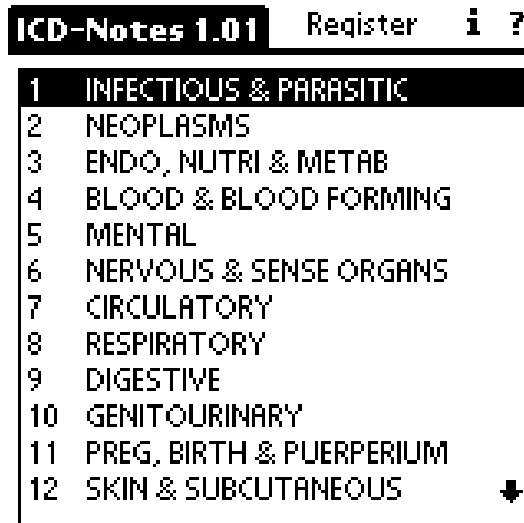 ICD-Notes 1.01 Register i ?
1 INFECTIOUS & PARASITIC
2 NEOPLASMS
3 ENDO, NUTRI & METAB
4 BLOOD & BLOOD FORMING
5 MENTAL
6 NERVOUS & SENSE ORGANS
7 CIRCULATORY
8 RESPIRATORY
9 DIGESTIVE
10 GENITOURINARY
11 PREG, BIRTH & PUERPERIUM
12 SKIN & SUBCUTANEOUS